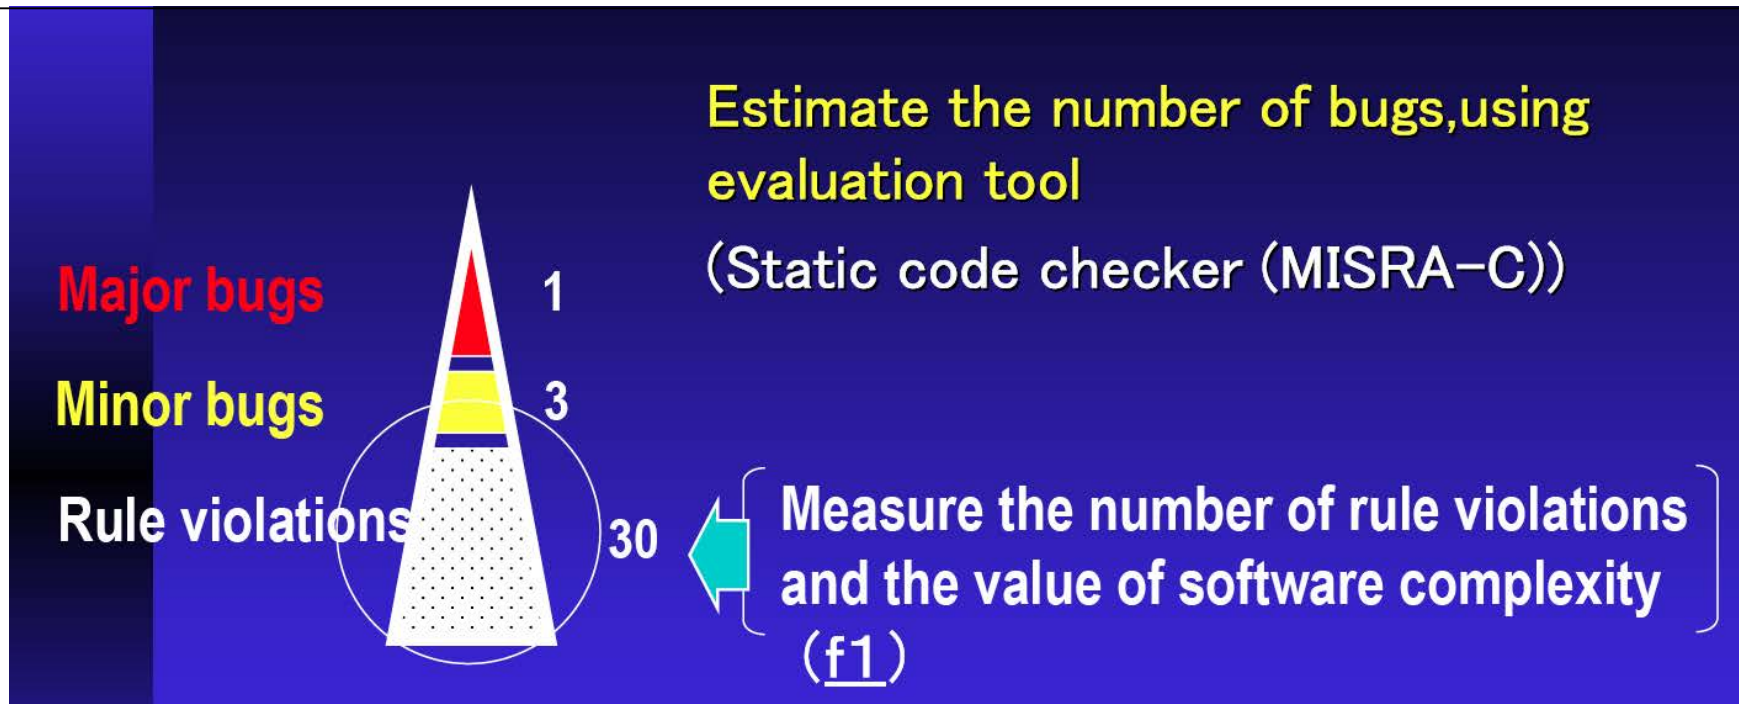 Estimate the number of bugs,using
evaluation tool
(Static code checker (MISRA-C))
Major bugs 1
Minor bugs 3
Rule violations 30
Measure the number of rule violations
and the value of software complexity
(f1)